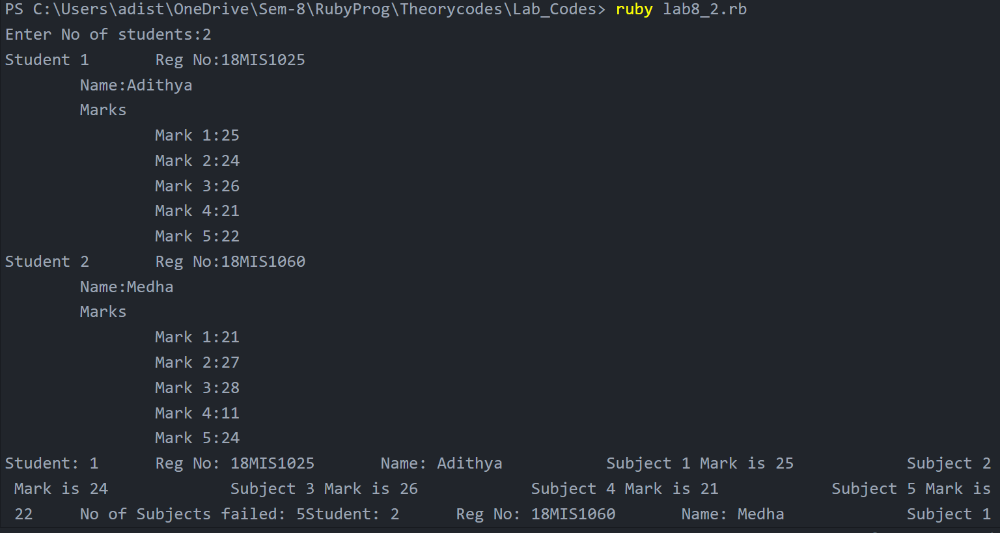 PS C:\Users\adist\OneDrive\Sem-8\RubyProg\Theorycodes\Lab_Codes> ruby lab8_2.rb
Enter No of students:2
Student 1       Reg No:18MIS1025
        Name:Adithya
        Marks
                Mark 1:25
                Mark 2:24
                Mark 3:26
                Mark 4:21
                Mark 5:22
Student 2       Reg No:18MIS1060
        Name:Medha
        Marks
                Mark 1:21
                Mark 2:27
                Mark 3:28
                Mark 4:11
                Mark 5:24
Student: 1      Reg No: 18MIS1025       Name: Adithya           Subject 1 Mark is 25            Subject 2
 Mark is 24             Subject 3 Mark is 26            Subject 4 Mark is 21            Subject 5 Mark is
 22     No of Subjects failed: 5Student: 2      Reg No: 18MIS1060       Name: Medha             Subject 1